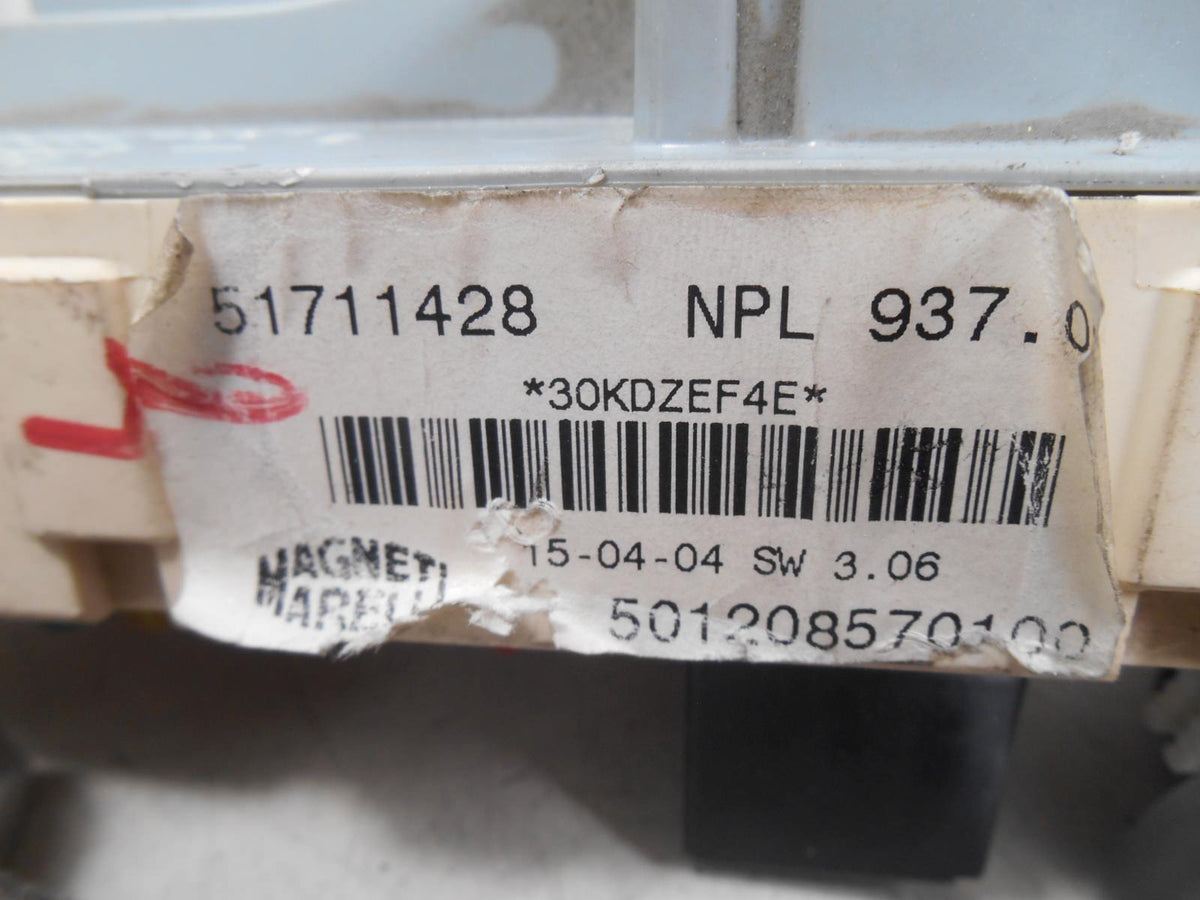 51711428 NPL 937.0
*30KDZEF4E*
15-04-04 SW 3.06
MAGNETI
MARELLI
501208570100